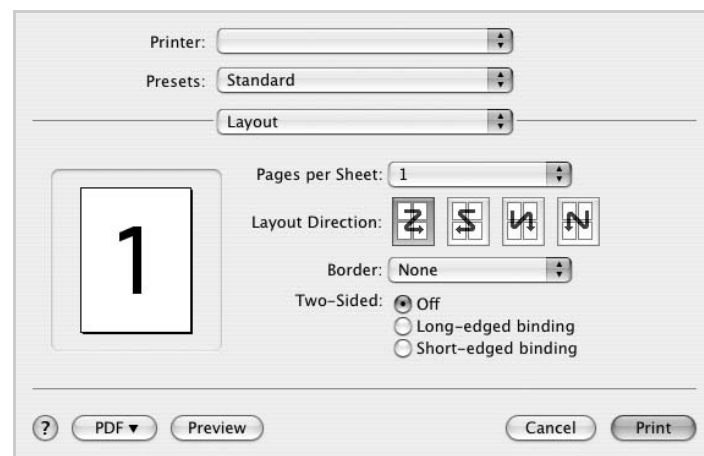 Printer:
Presets: Standard
Layout
Pages per Sheet: 1
1
Layout Direction:
Border: None
Two-Sided: Off
Long-edged binding
Short-edged binding
? PDF▼ Preview Cancel Print